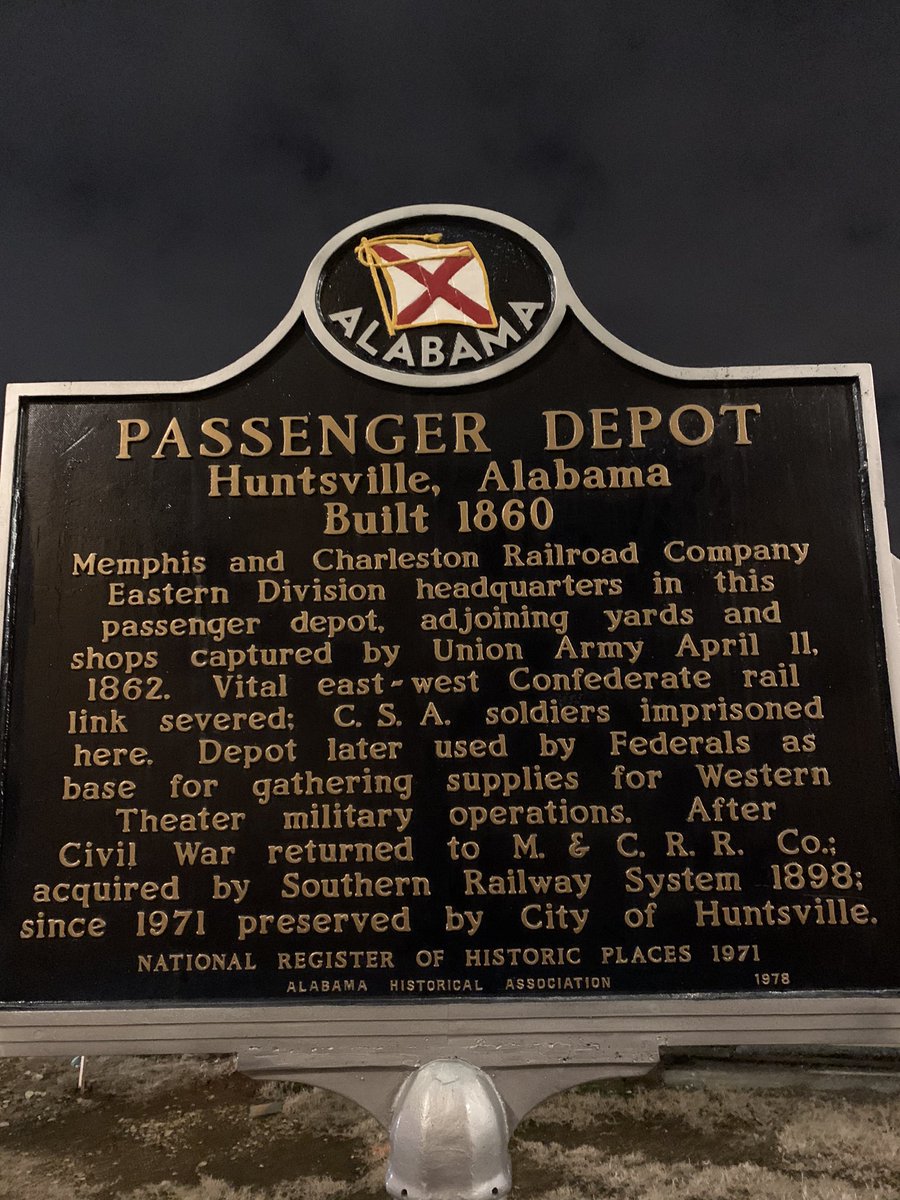 ALABAMA
PASSENGER DEPOT
Huntsville, Alabama
Built 1860
Memphis and Charleston Railroad Company
Eastern Division headquarters in this
passenger depot, adjoining yards and
shops captured by Union Army April 11,
1862. Vital east-west Confederate rail
link severed; C. S. A. soldiers imprisoned
here. Depot later used by Federals as
base for gathering supplies for Western
Theater military operations. After
Civil War returned to M. & C. R. R. Co.;
acquired by Southern Railway System 1898;
since 1971 preserved by City of Huntsville.
NATIONAL REGISTER OF HISTORIC PLACES 1971
ALABAMA HISTORICAL ASSOCIATION 1978